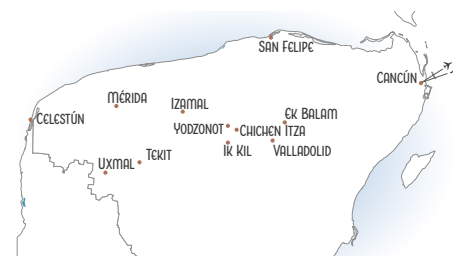 San Felipe
Cancún
Mérida
Izamal
Celestún
Ek Balam
Yodzonot
Chichen Itza
Ik Kil
Valladolid
Tekit
Uxmal